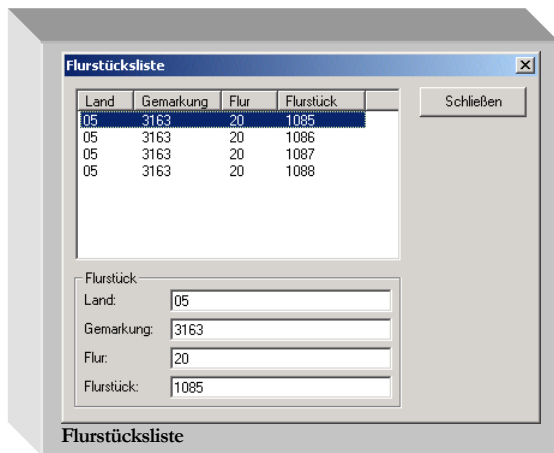 Flurstücksliste
Land Gemarkung Flur Flurstück Schließen
05 3163 20 1085
05 3163 20 1086
05 3163 20 1087
05 3163 20 1088
Flurstück
Land: 05
Gemarkung: 3163
Flur: 20
Flurstück: 1085
Flurstücksliste